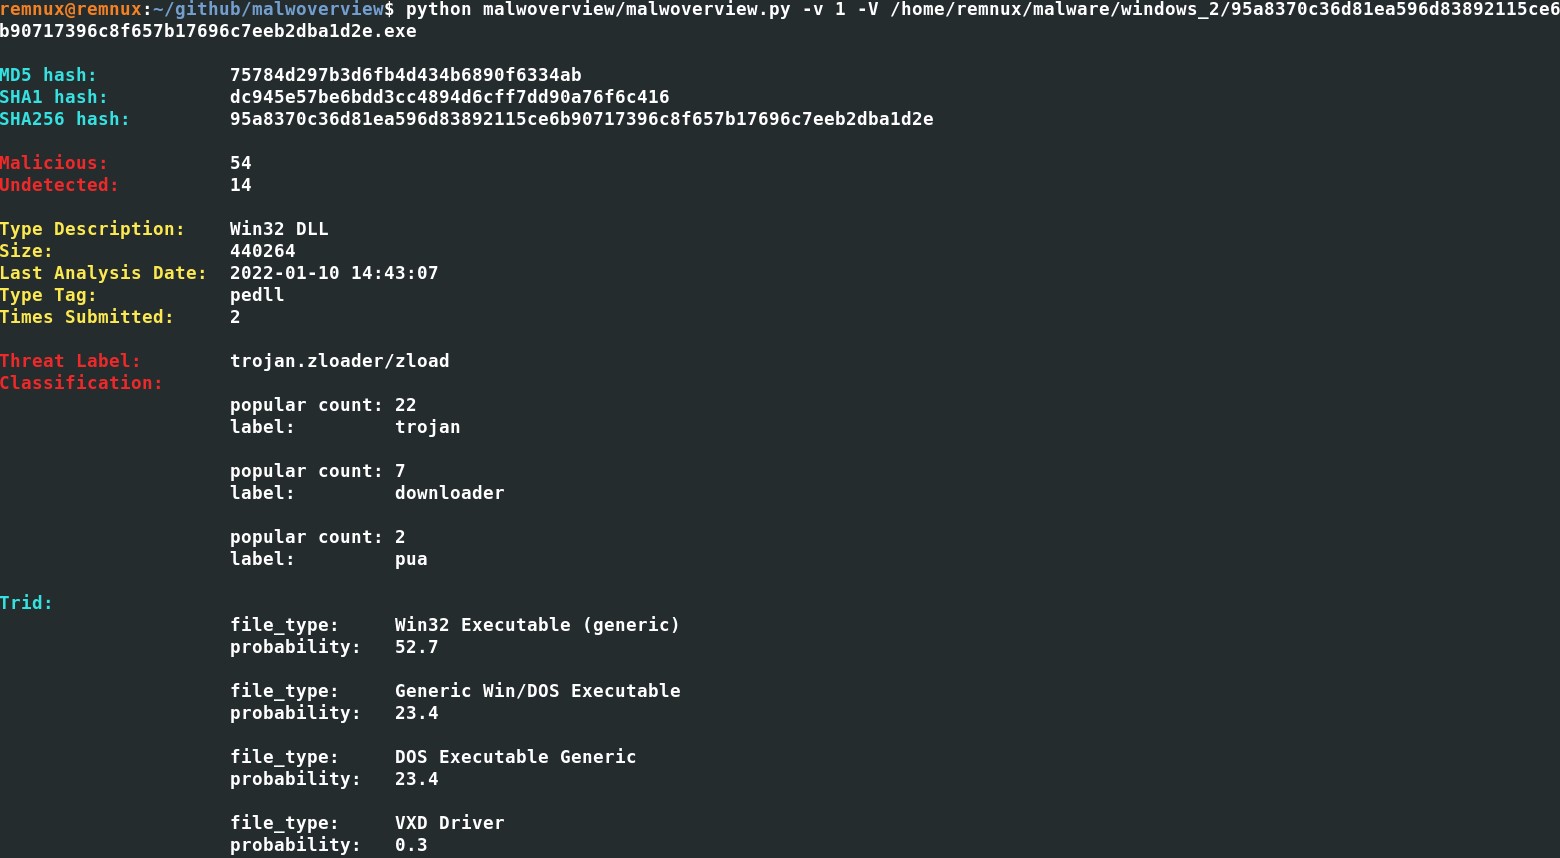 remnux@remnux:~/github/malwoverview$ python malwoverview/malwoverview.py -v 1 -V /home/remnux/malware/windows_2/95a8370c36d81ea596d83892115ce6
b90717396c8f657b17696c7eeb2dba1d2e.exe
MD5 hash: 75784d297b3d6fb4d434b6890f6334ab
SHA1 hash: dc945e57be6bdd3cc4894d6cff7dd90a76f6c416
SHA256 hash: 95a8370c36d81ea596d83892115ce6b90717396c8f657b17696c7eeb2dba1d2e
Malicious: 54
Undetected: 14
Type Description: Win32 DLL
Size: 440264
Last Analysis Date: 2022-01-10 14:43:07
Type Tag: pedll
Times Submitted: 2
Threat Label: trojan.zloader/zload
Classification:
popular count: 22
label: trojan
popular count: 7
label: downloader
popular count: 2
label: pua
Trid:
file_type: Win32 Executable (generic)
probability: 52.7
file_type: Generic Win/DOS Executable
probability: 23.4
file_type: DOS Executable Generic
probability: 23.4
file_type: VXD Driver
probability: 0.3